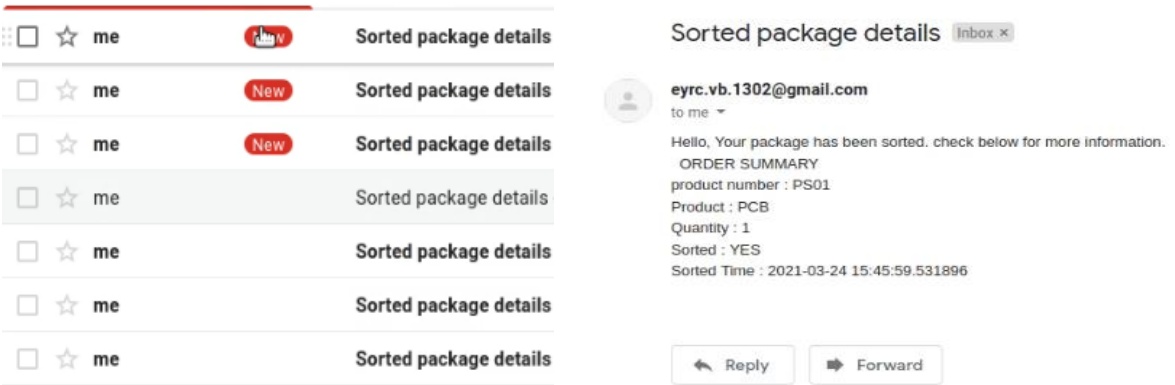 me New Sorted package details
me New Sorted package details
me New Sorted package details
me Sorted package details
me Sorted package details
me Sorted package details
me Sorted package details
Sorted package details Inbox ×
eyrc.vb.1302@gmail.com
to me
Hello, Your package has been sorted. check below for more information.
ORDER SUMMARY
product number : PS01
Product : PCB
Quantity : 1
Sorted : YES
Sorted Time : 2021-03-24 15:45:59.531896
Reply Forward